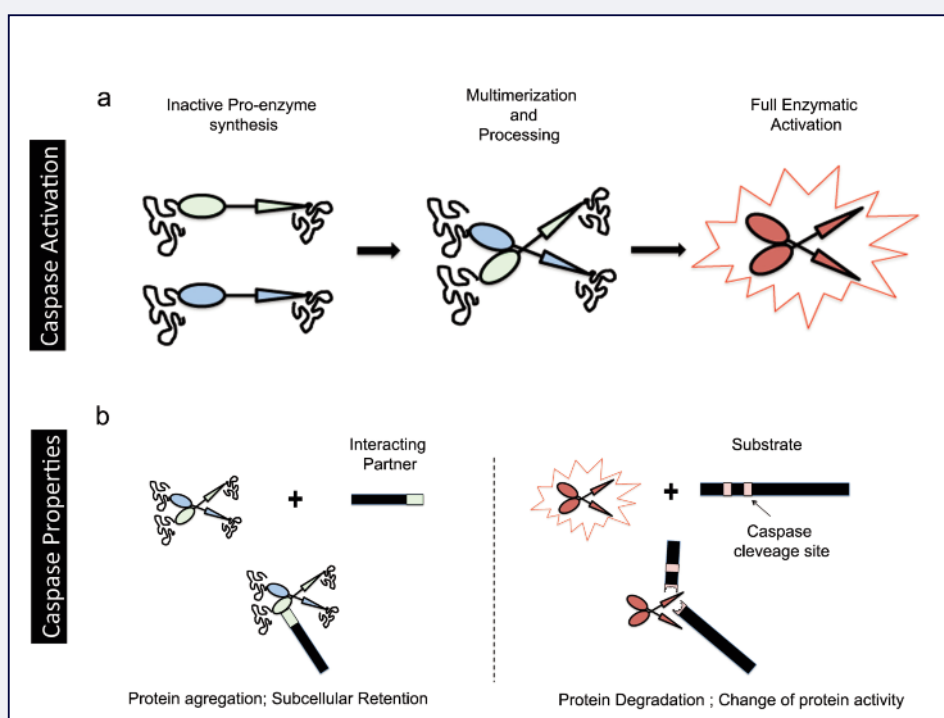 a
Inactive Pro-enzyme
synthesis
Multimerization
and
Processing
Full Enzymatic
Activation
Caspase Activation
b
Interacting
Partner
Substrate
Caspase
cleveage site
Caspase Properties
Protein agregation; Subcellular Retention
Protein Degradation ; Change of protein activity